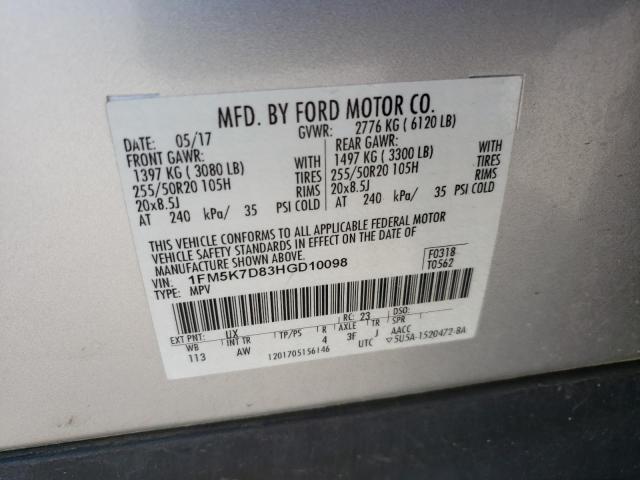 MFD. BY FORD MOTOR CO.
DATE: 05/17 GVWR: 2776 KG ( 6120 LB)
FRONT GAWR: REAR GAWR:
1397 KG ( 3080 LB) WITH 1497 KG ( 3300 LB) WITH
255/50R20 105H TIRES 255/50R20 105H TIRES
20x8.5J RIMS 20x8.5J RIMS
AT 240 kPa/ 35 PSI COLD AT 240 kPa/ 35 PSI COLD
THIS VEHICLE CONFORMS TO ALL APPLICABLE FEDERAL MOTOR
VEHICLE SAFETY STANDARDS IN EFFECT ON THE DATE OF
MANUFACTURE SHOWN ABOVE.
VIN: 1FM5K7D83HGD10098 F0318
TYPE: MPV T0562
EXT PNT: UX RC: 23 DSO:
WB INT TR TP/PS R AXLE TR SPR
113 AW 4 3F J AACC
1201705156146 UTC ▽5U5A-1520472-BA